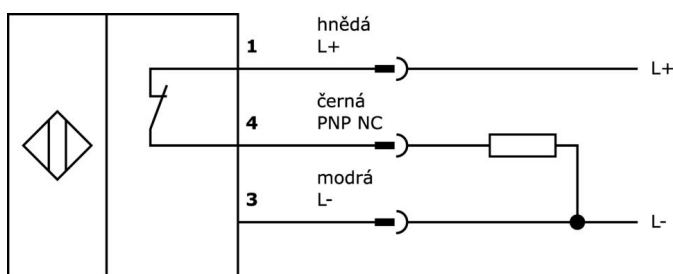 hnědá
1 L+
L+
černá
4 PNP NC
modrá
3 L-
L-